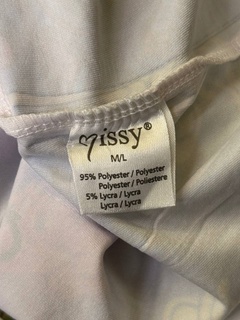 Missy®
M/L
95% Polyester / Polyester
Polyester / Poliestere
5% Lycra / Lycra
Lycra / Lycra